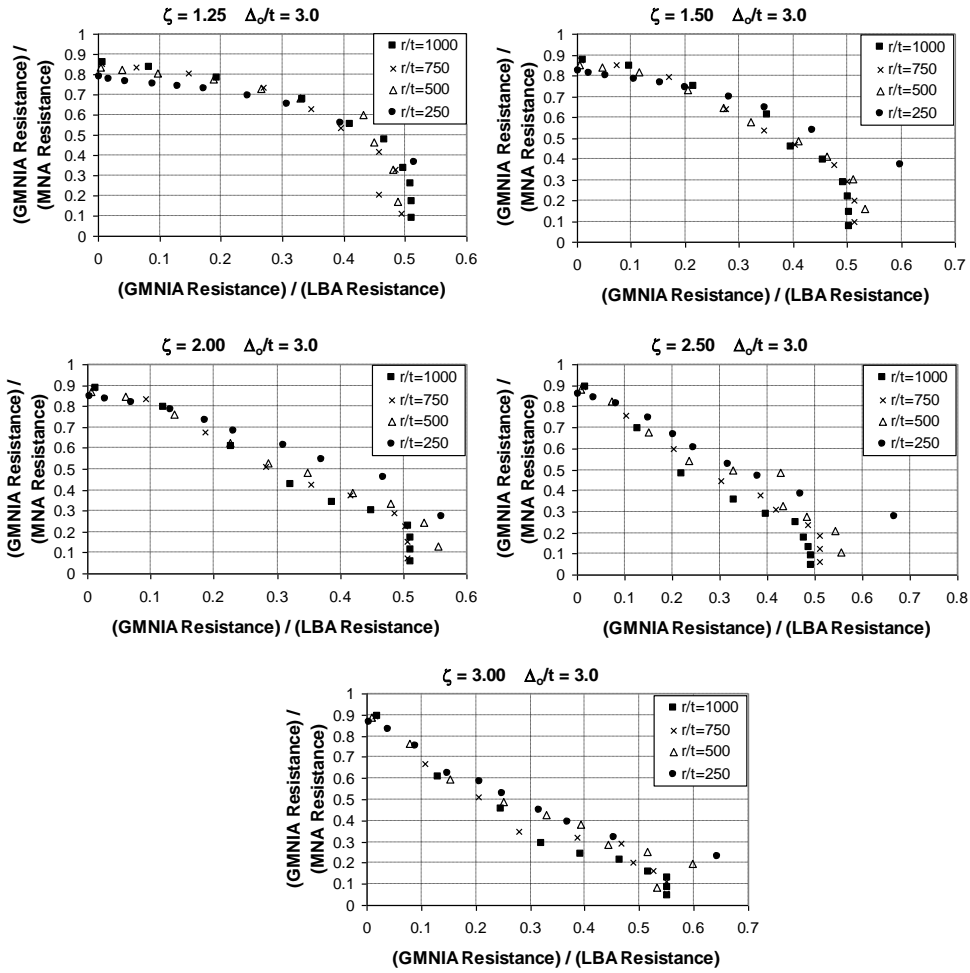 ζ = 1.25 Δo/t = 3.0
(GMNIA Resistance) /
(MNA Resistance)
1
0.9
0.8
0.7
0.6
0.5
0.4
0.3
0.2
0.1
0
0 0.1 0.2 0.3 0.4 0.5 0.6
(GMNIA Resistance) / (LBA Resistance)
r/t=1000
r/t=750
r/t=500
r/t=250
ζ = 1.50 Δo/t = 3.0
(GMNIA Resistance) /
(MNA Resistance)
1
0.9
0.8
0.7
0.6
0.5
0.4
0.3
0.2
0.1
0
0 0.1 0.2 0.3 0.4 0.5 0.6 0.7
(GMNIA Resistance) / (LBA Resistance)
r/t=1000
r/t=750
r/t=500
r/t=250
ζ = 2.00 Δo/t = 3.0
(GMNIA Resistance) /
(MNA Resistance)
1
0.9
0.8
0.7
0.6
0.5
0.4
0.3
0.2
0.1
0
0 0.1 0.2 0.3 0.4 0.5 0.6
(GMNIA Resistance) / (LBA Resistance)
r/t=1000
r/t=750
r/t=500
r/t=250
ζ = 2.50 Δo/t = 3.0
(GMNIA Resistance) /
(MNA Resistance)
1
0.9
0.8
0.7
0.6
0.5
0.4
0.3
0.2
0.1
0
0 0.1 0.2 0.3 0.4 0.5 0.6 0.7 0.8
(GMNIA Resistance) / (LBA Resistance)
r/t=1000
r/t=750
r/t=500
r/t=250
ζ = 3.00 Δo/t = 3.0
(GMNIA Resistance) /
(MNA Resistance)
1
0.9
0.8
0.7
0.6
0.5
0.4
0.3
0.2
0.1
0
0 0.1 0.2 0.3 0.4 0.5 0.6 0.7
(GMNIA Resistance) / (LBA Resistance)
r/t=1000
r/t=750
r/t=500
r/t=250